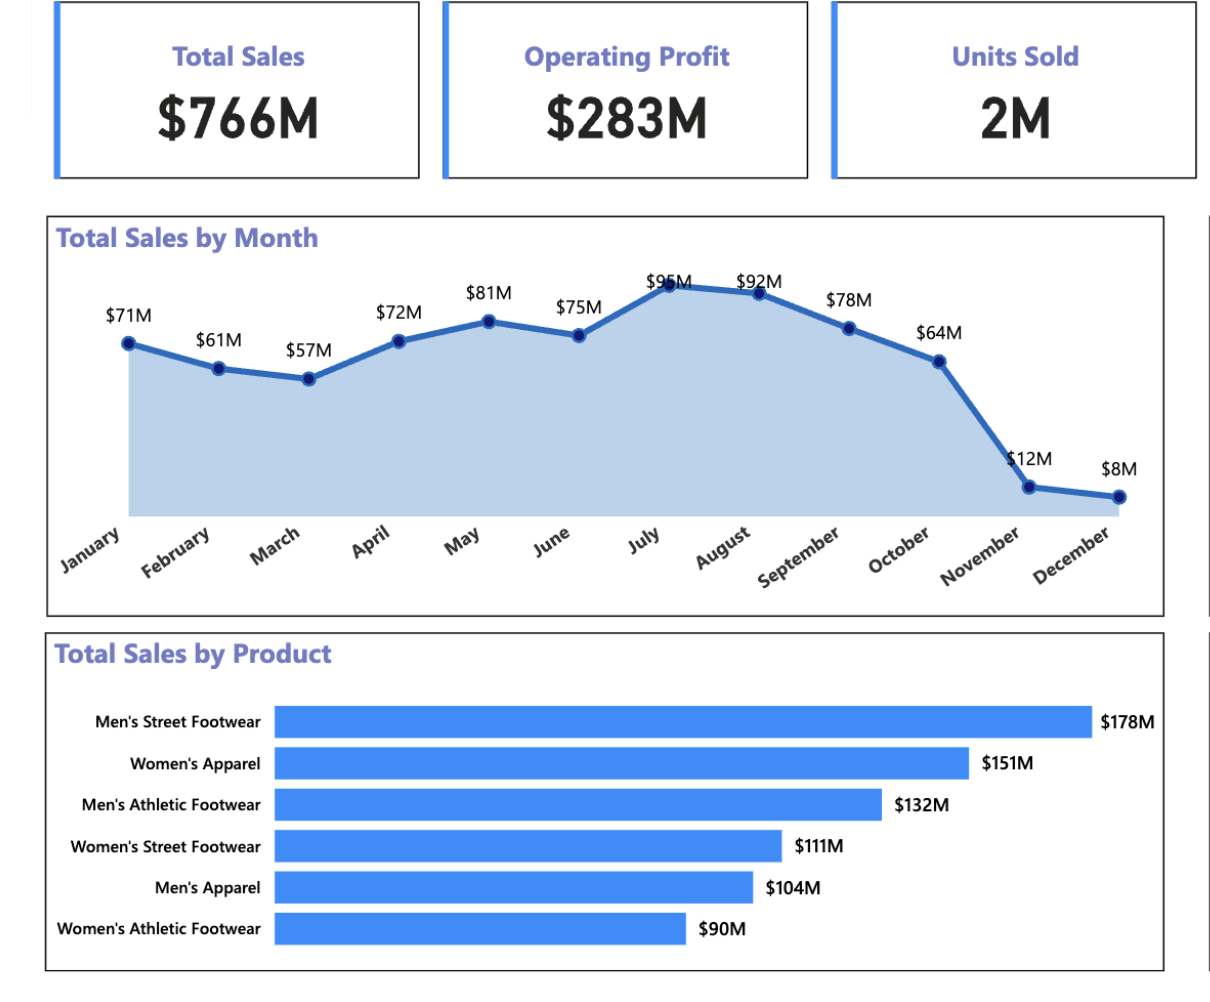 Total Sales
$766M
Operating Profit
$283M
Units Sold
2M
Total Sales by Month
$71M
$61M
$57M
$72M
$81M
$75M
$95M
$92M
$78M
$64M
$12M
$8M
January
February
March
April
May
June
July
August
September
October
November
December
Total Sales by Product
Men's Street Footwear $178M
Women's Apparel $151M
Men's Athletic Footwear $132M
Women's Street Footwear $111M
Men's Apparel $104M
Women's Athletic Footwear $90M